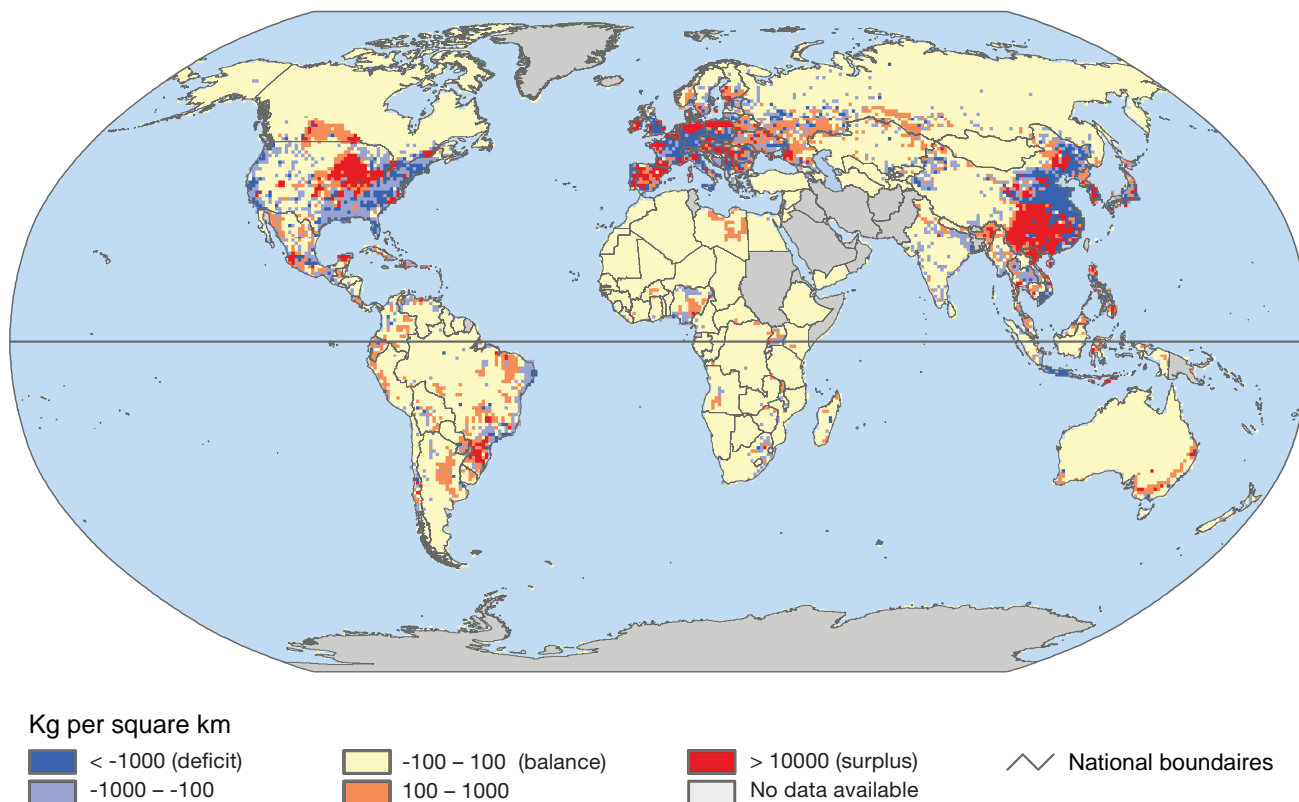 Kg per square km
< -1000 (deficit)
-1000 – -100
-100 – 100 (balance)
100 – 1000
> 10000 (surplus)
No data available
National boundaires